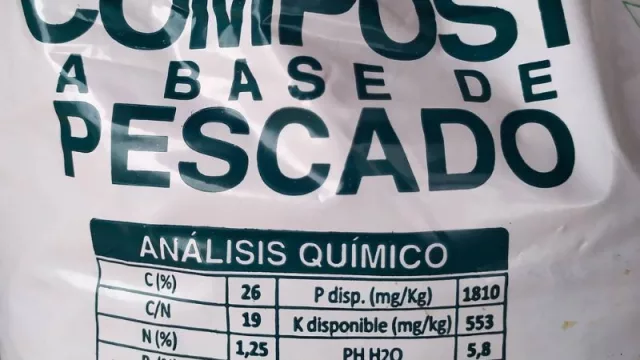 COMPOST
A BASE DE
PESCADO
ANÁLISIS QUÍMICO
C (%) 26 P disp. (mg/Kg) 1810
C/N 19 K disponible (mg/kg) 553
N (%) 1,25 PH H2O 5,8